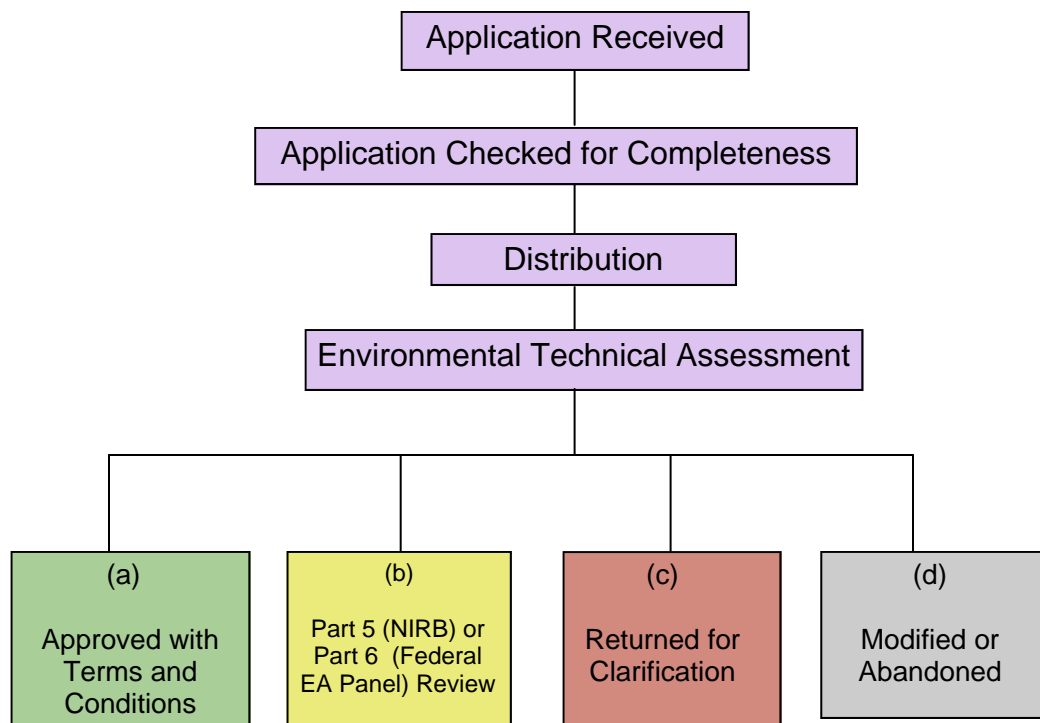 Application Received
Application Checked for Completeness
Distribution
Environmental Technical Assessment
(a)
Approved with
Terms and
Conditions
(b)
Part 5 (NIRB) or
Part 6 (Federal
EA Panel) Review
(c)
Returned for
Clarification
(d)
Modified or
Abandoned